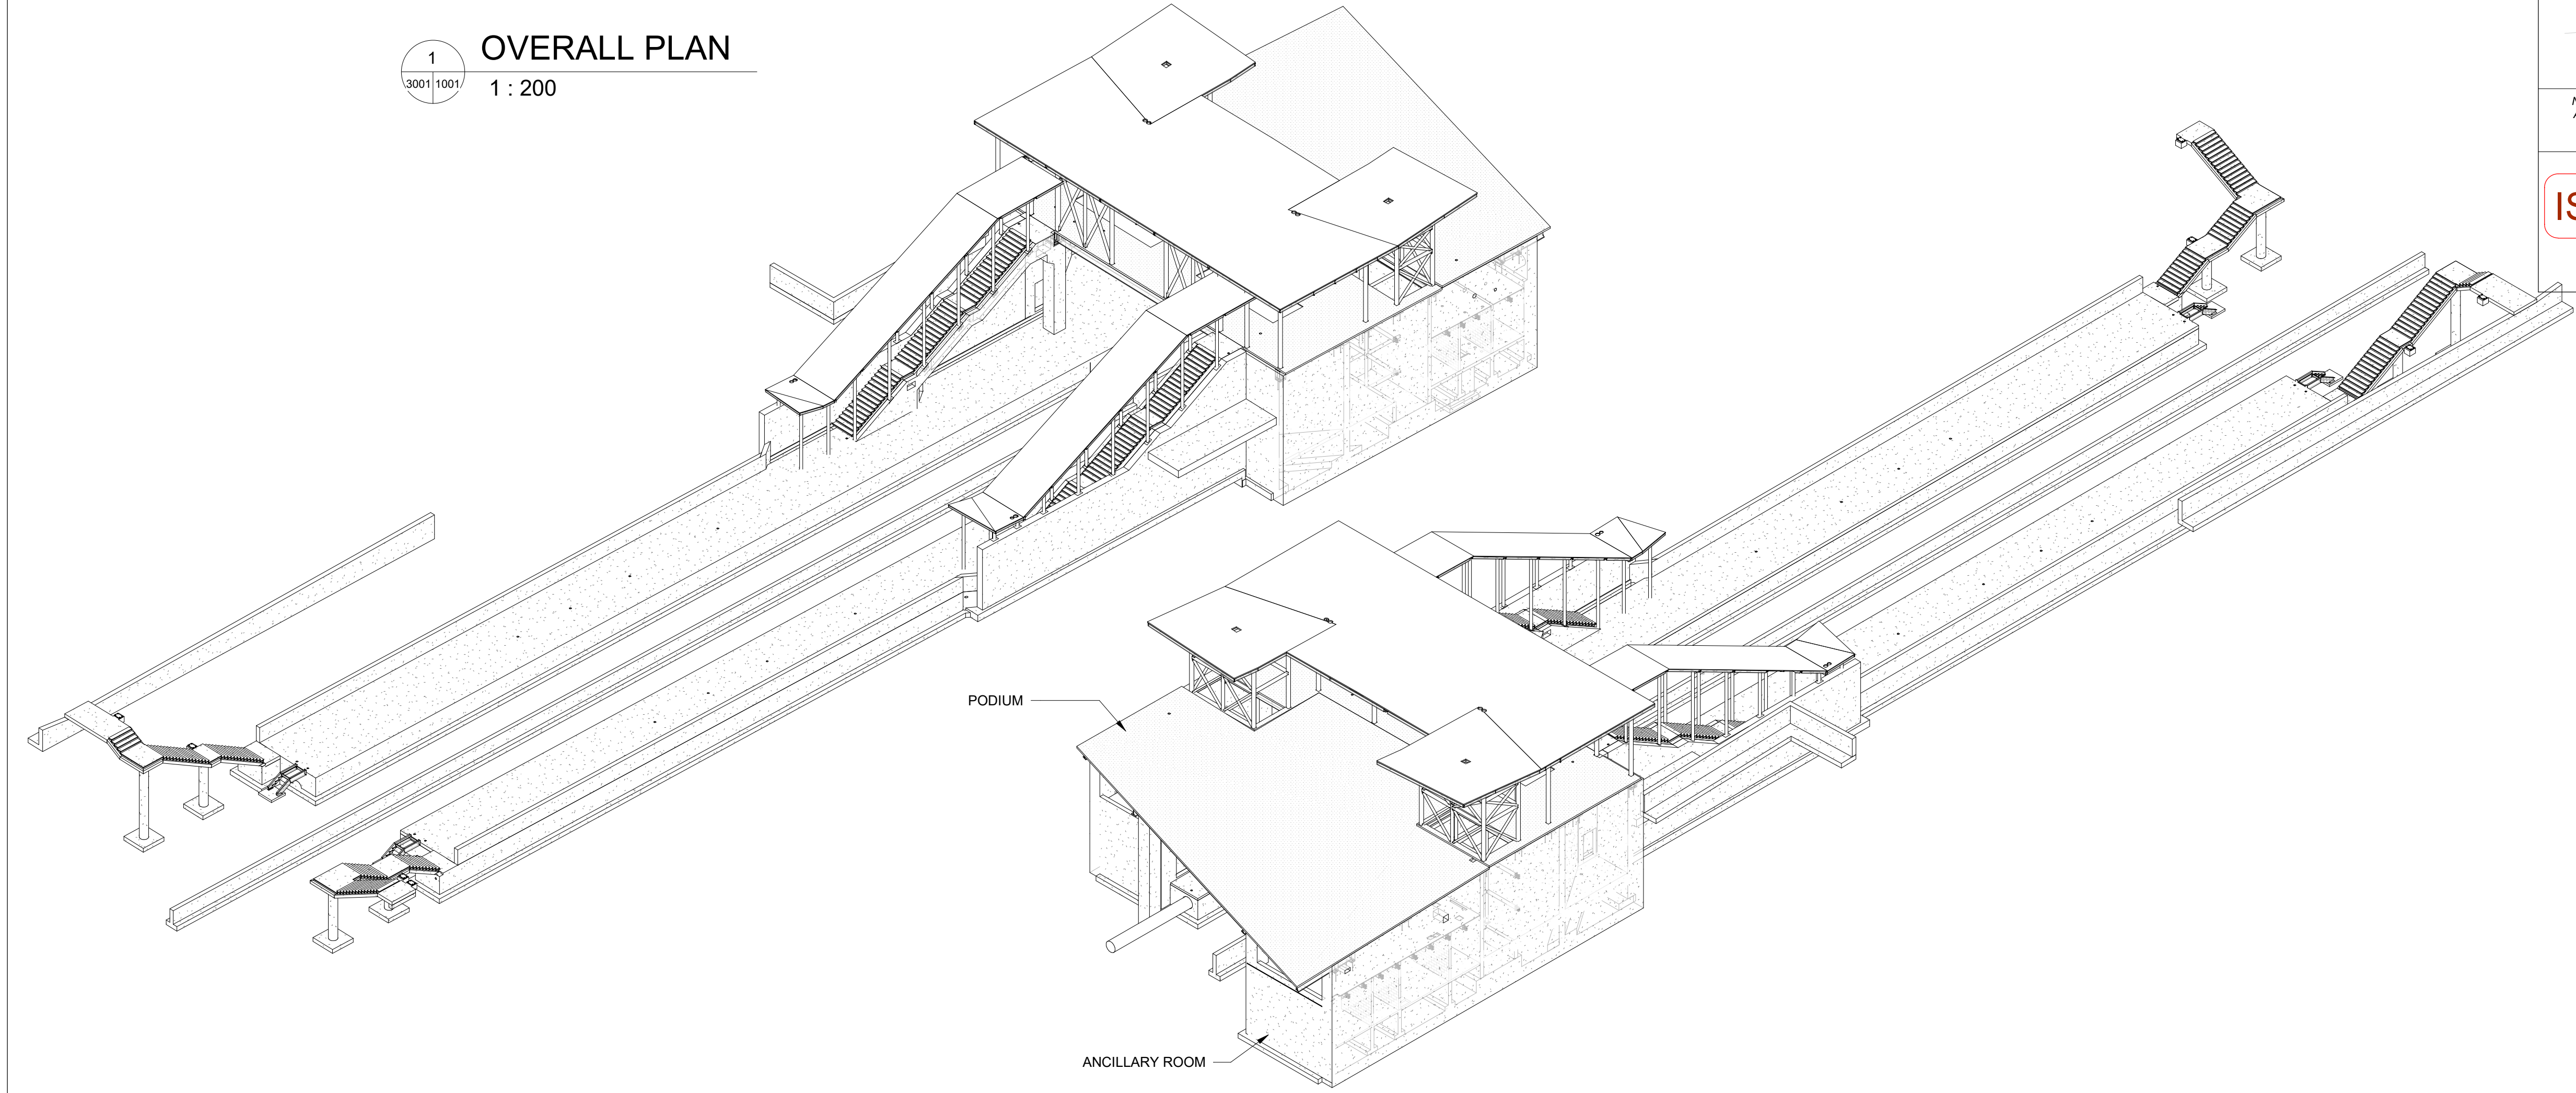 1
OVERALL PLAN
3001 1001
1 : 200
PODIUM
ANCILLARY ROOM